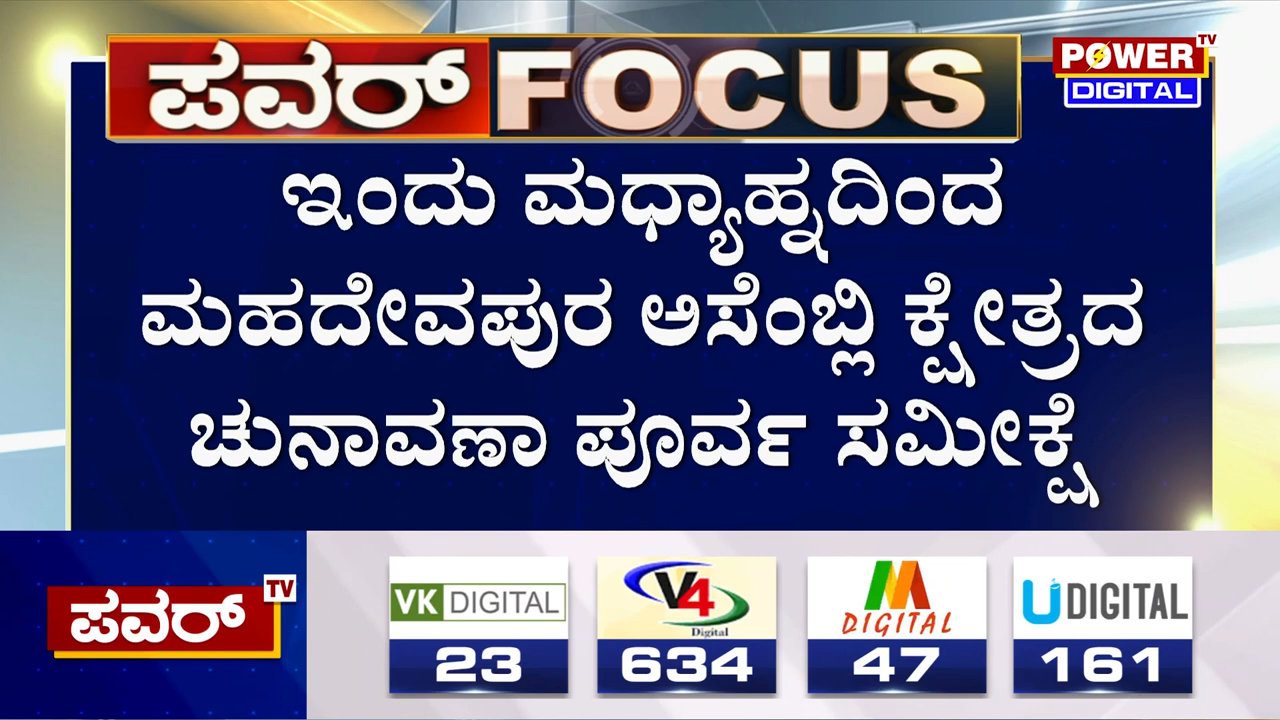 ಪವರ್ FOCUS
POWER TV
DIGITAL
ಇಂದು ಮಧ್ಯಾಹ್ನದಿಂದ
ಮಹದೇವಪುರ ಅಸೆಂಬ್ಲಿ ಕ್ಷೇತ್ರದ
ಚುನಾವಣಾ ಪೂರ್ವ ಸಮೀಕ್ಷೆ
ಪವರ್ TV
VK DIGITAL
23
V4 Digital
634
M DIGITAL
47
U DIGITAL
161